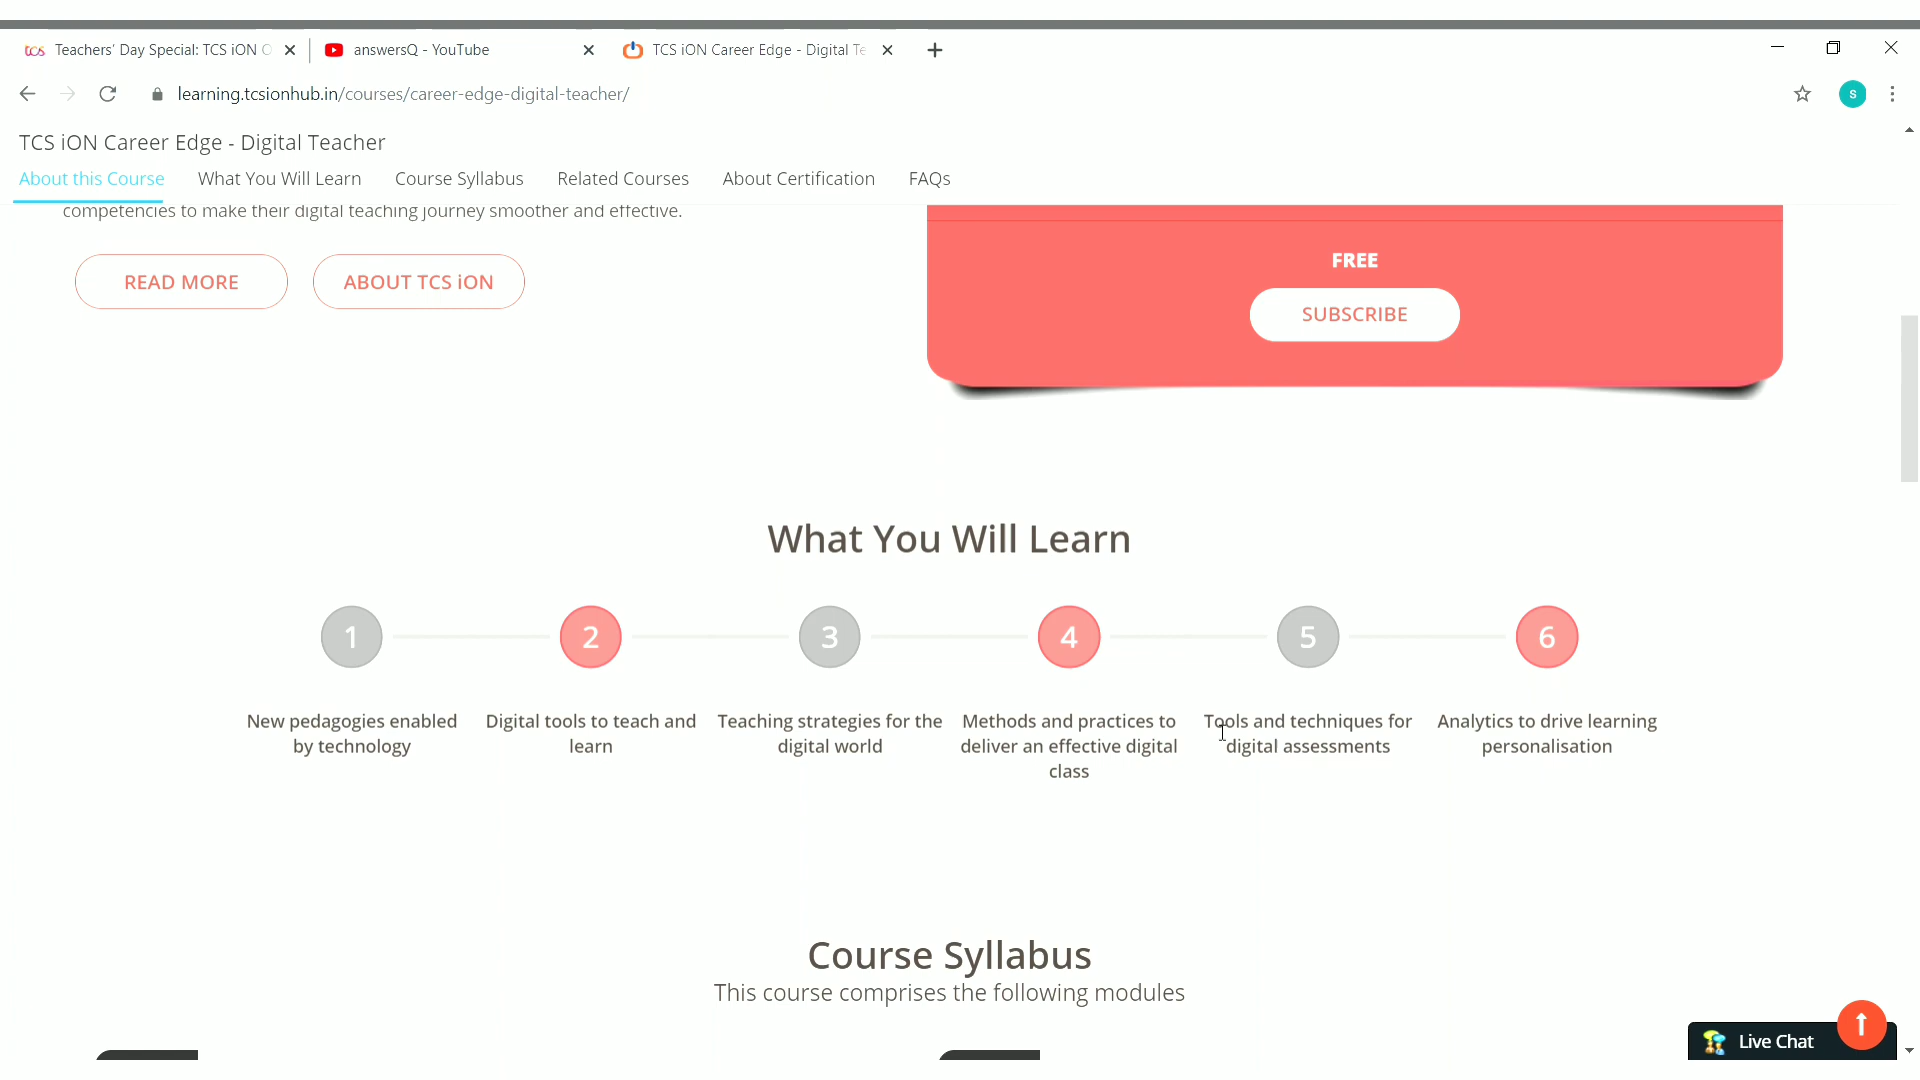 tcs Teachers' Day Special: TCS iON
answersQ - YouTube
TCS iON Career Edge - Digital Te
learning.tcsionhub.in/courses/career-edge-digital-teacher/
S
TCS iON Career Edge - Digital Teacher
About this Course What You Will Learn Course Syllabus Related Courses About Certification FAQs
competencies to make their digital teaching journey smoother and effective.
READ MORE ABOUT TCS iON
FREE
SUBSCRIBE
What You Will Learn
1 2 3 4 5 6
New pedagogies enabled
by technology
Digital tools to teach and
learn
Teaching strategies for the
digital world
Methods and practices to
deliver an effective digital
class
Tools and techniques for
digital assessments
Analytics to drive learning
personalisation
Course Syllabus
This course comprises the following modules
Live Chat